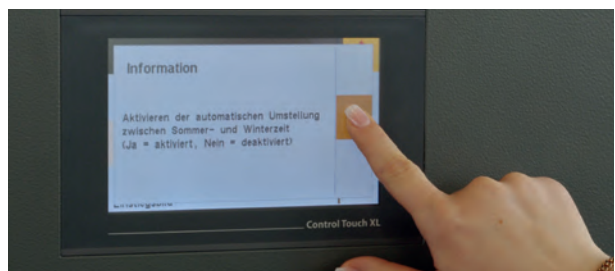 Information
Aktivieren der automatischen Umstellung
zwischen Sommer- und Winterzeit
(Ja = aktiviert, Nein = deaktiviert)
Control Touch XL